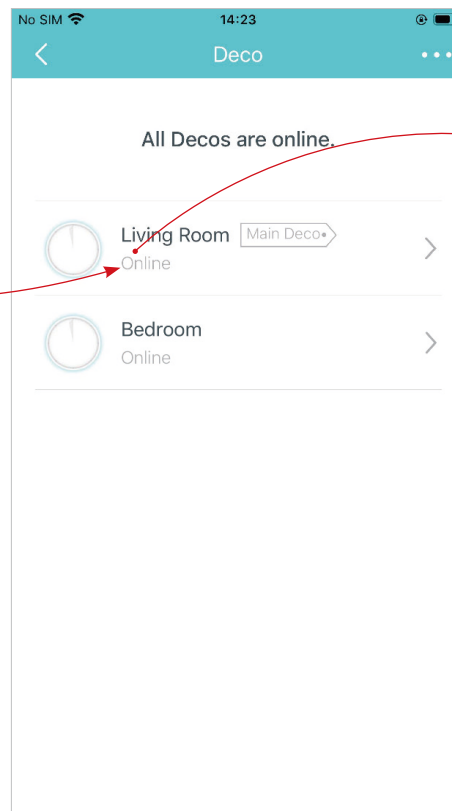 No SIM 14:23
Deco
All Decos are online.
Living Room Main Deco
Online
Bedroom
Online